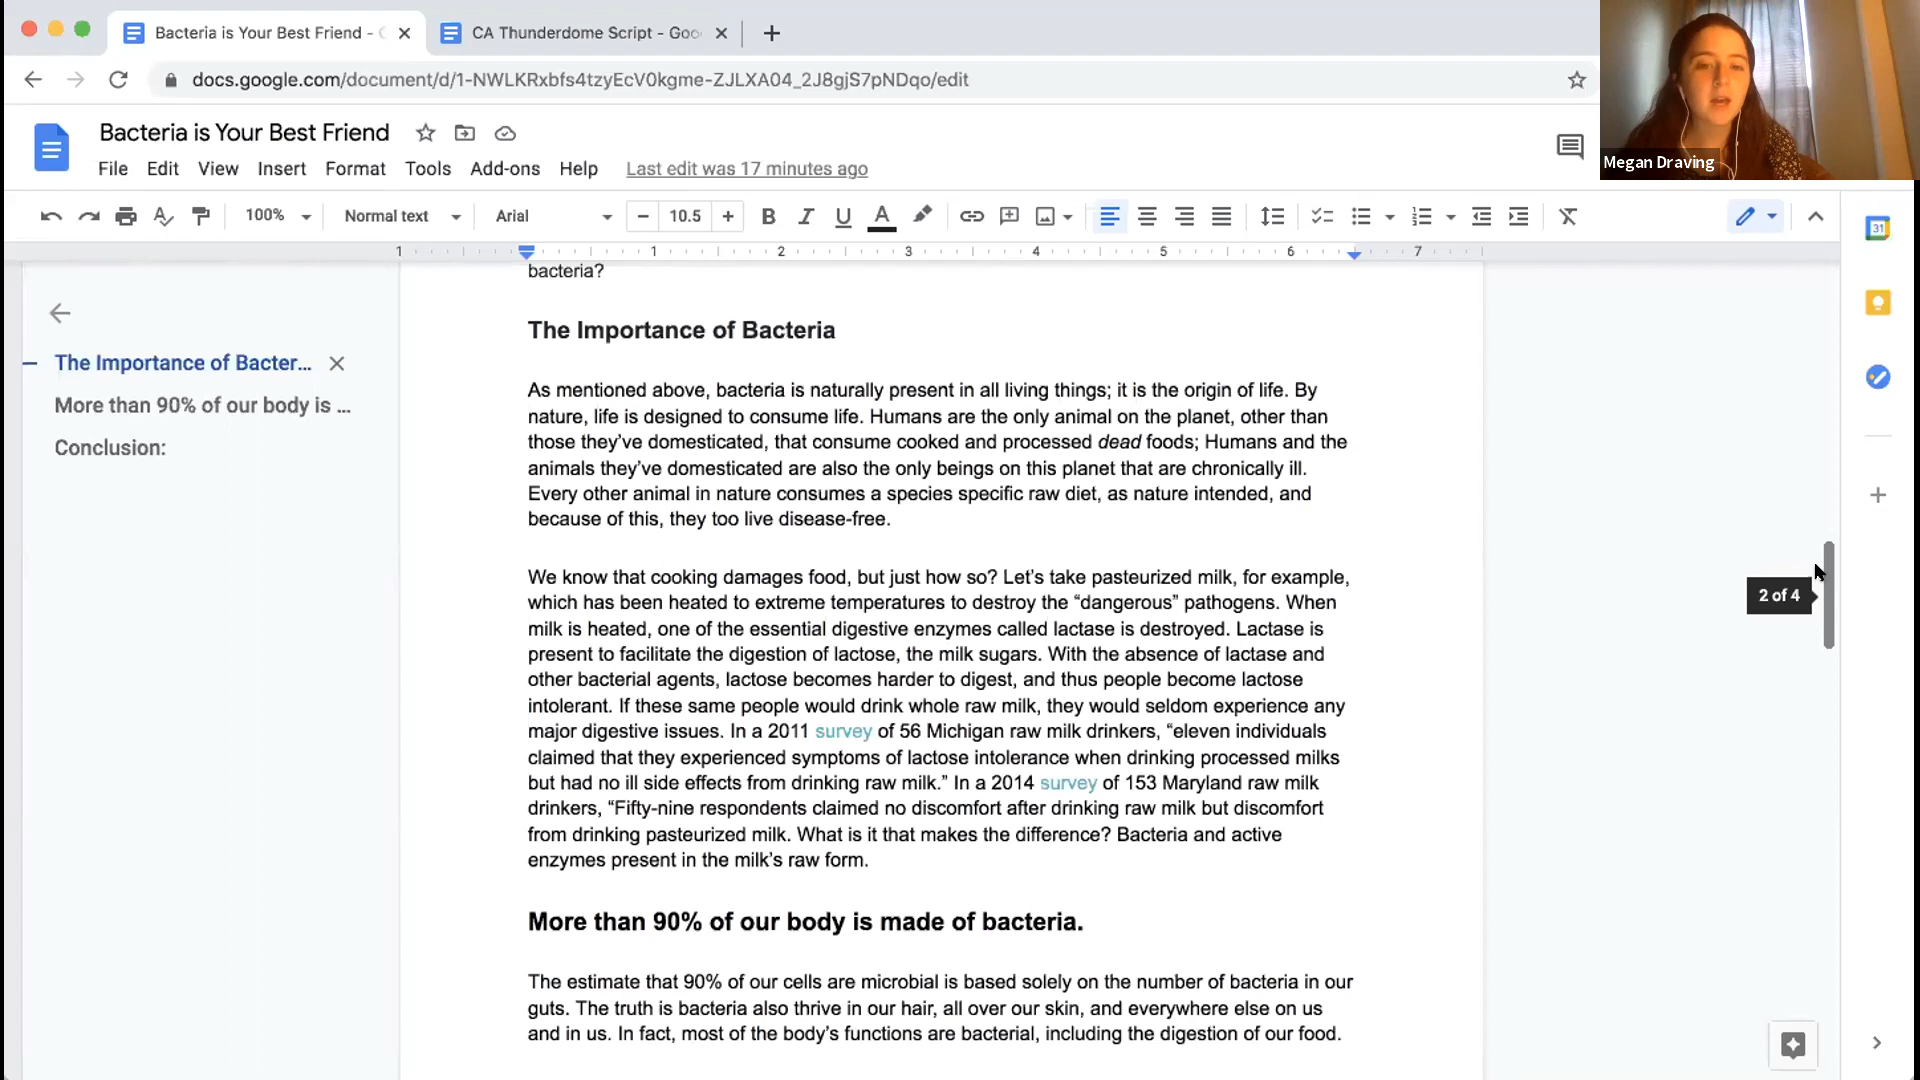 Bacteria is Your Best Friend -
CA Thunderdome Script - Goo
docs.google.com/document/d/1-NWLKRxbfs4tzyEcV0kgme-ZJLXA04_2J8gjS7pNDqo/edit
Bacteria is Your Best Friend
File Edit View Insert Format Tools Add-ons Help Last edit was 17 minutes ago
Megan Draving
100% Normal text Arial 10.5 B I U A
31
1 1 2 3 4 5 6 7
bacteria?
The Importance of Bacteria
The Importance of Bacter...
More than 90% of our body is ...
Conclusion:
As mentioned above, bacteria is naturally present in all living things; it is the origin of life. By
nature, life is designed to consume life. Humans are the only animal on the planet, other than
those they’ve domesticated, that consume cooked and processed dead foods; Humans and the
animals they’ve domesticated are also the only beings on this planet that are chronically ill.
Every other animal in nature consumes a species specific raw diet, as nature intended, and
because of this, they too live disease-free.
We know that cooking damages food, but just how so? Let’s take pasteurized milk, for example,
which has been heated to extreme temperatures to destroy the “dangerous” pathogens. When
milk is heated, one of the essential digestive enzymes called lactase is destroyed. Lactase is
present to facilitate the digestion of lactose, the milk sugars. With the absence of lactase and
other bacterial agents, lactose becomes harder to digest, and thus people become lactose
intolerant. If these same people would drink whole raw milk, they would seldom experience any
major digestive issues. In a 2011 survey of 56 Michigan raw milk drinkers, “eleven individuals
claimed that they experienced symptoms of lactose intolerance when drinking processed milks
but had no ill side effects from drinking raw milk.” In a 2014 survey of 153 Maryland raw milk
drinkers, “Fifty-nine respondents claimed no discomfort after drinking raw milk but discomfort
from drinking pasteurized milk. What is it that makes the difference? Bacteria and active
enzymes present in the milk’s raw form.
2 of 4
More than 90% of our body is made of bacteria.
The estimate that 90% of our cells are microbial is based solely on the number of bacteria in our
guts. The truth is bacteria also thrive in our hair, all over our skin, and everywhere else on us
and in us. In fact, most of the body’s functions are bacterial, including the digestion of our food.